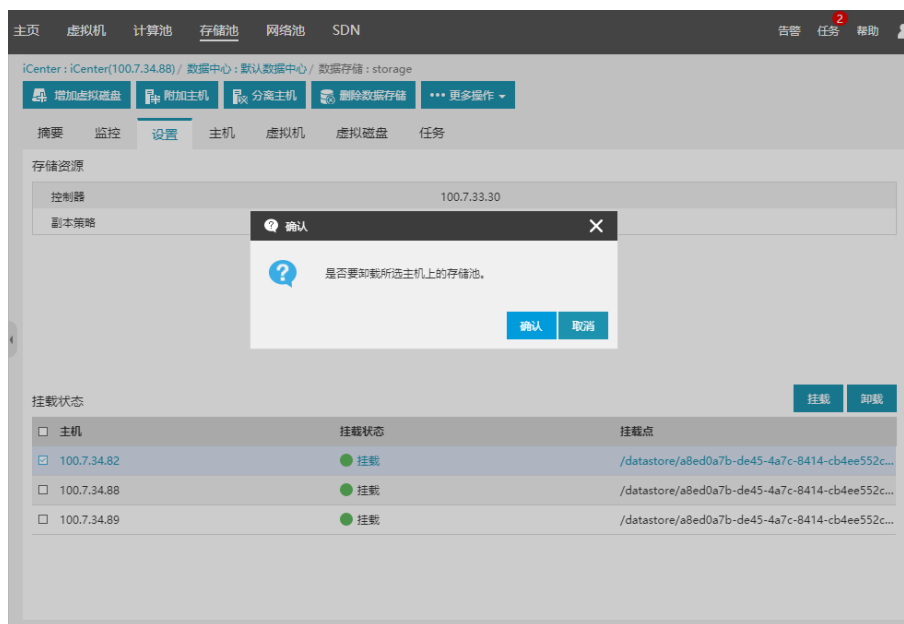 主页 虚拟机 计算池 存储池 网络池 SDN 告警 任务 2 帮助
iCenter : iCenter(100.7.34.88) / 数据中心 : 默认数据中心 / 数据存储 : storage
增加虚拟磁盘 附加主机 分离主机 删除数据存储 ••• 更多操作
摘要 监控 设置 主机 虚拟机 虚拟磁盘 任务
存储资源
控制器 100.7.33.30
副本策略
确认
是否要卸载所选主机上的存储池。
确认 取消
挂载状态 挂载 卸载
主机 挂载状态 挂载点
100.7.34.82 挂载 /datastore/a8ed0a7b-de45-4a7c-8414-cb4ee552c...
100.7.34.88 挂载 /datastore/a8ed0a7b-de45-4a7c-8414-cb4ee552c...
100.7.34.89 挂载 /datastore/a8ed0a7b-de45-4a7c-8414-cb4ee552c...